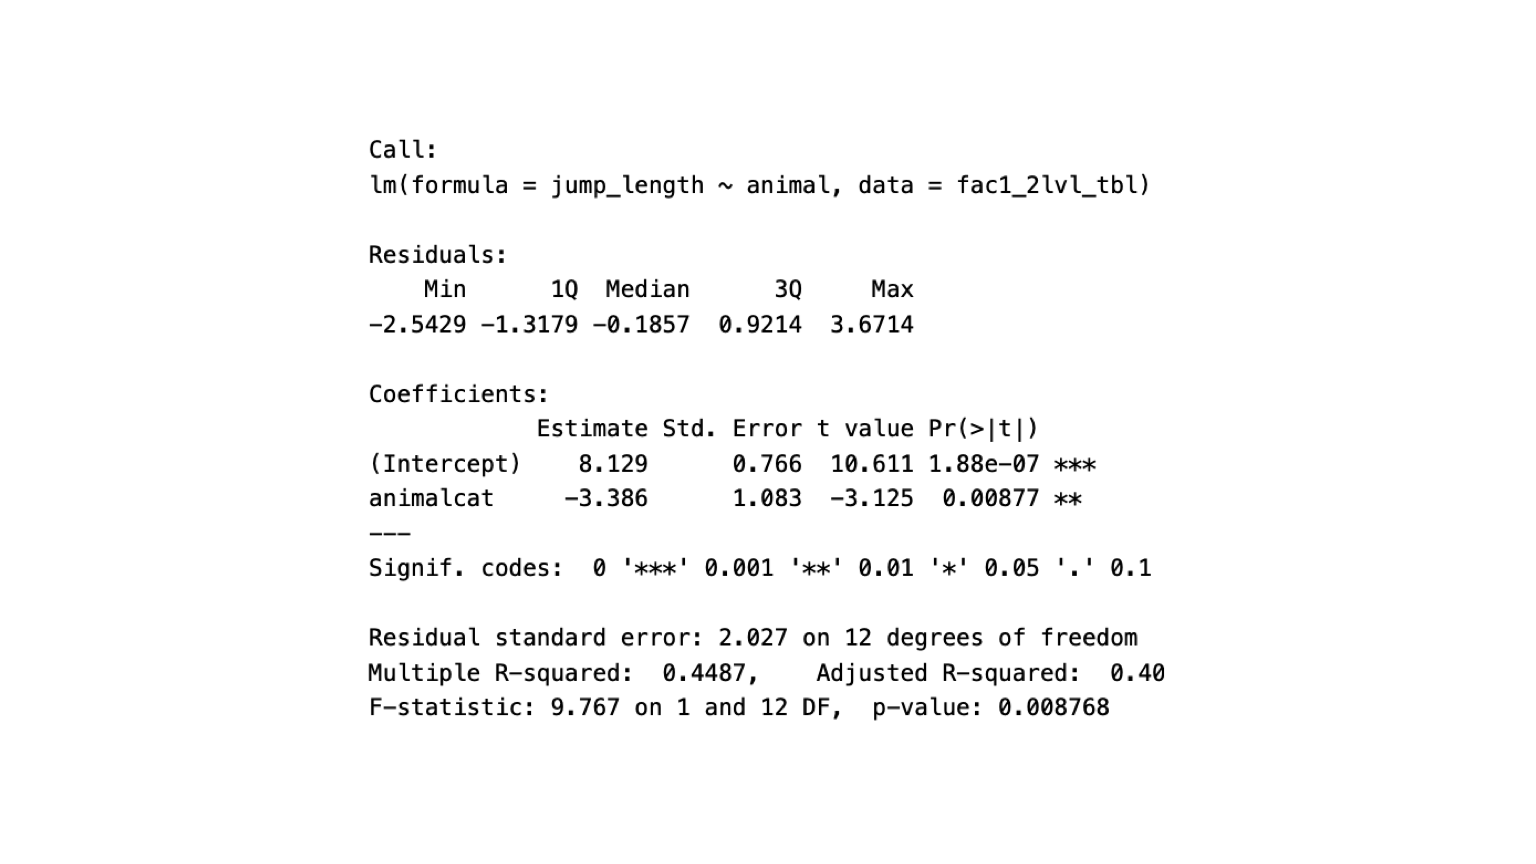 Call:
lm(formula = jump_length ~ animal, data = fac1_2lvl_tbl)
Residuals:
    Min      1Q  Median      3Q     Max
-2.5429 -1.3179 -0.1857  0.9214  3.6714
Coefficients:
            Estimate Std. Error t value Pr(>|t|)
(Intercept)    8.129      0.766  10.611 1.88e-07 ***
animalcat     -3.386      1.083  -3.125  0.00877 **
---
Signif. codes:  0 '***' 0.001 '**' 0.01 '*' 0.05 '.' 0.1
Residual standard error: 2.027 on 12 degrees of freedom
Multiple R-squared:  0.4487,    Adjusted R-squared:  0.40
F-statistic: 9.767 on 1 and 12 DF,  p-value: 0.008768